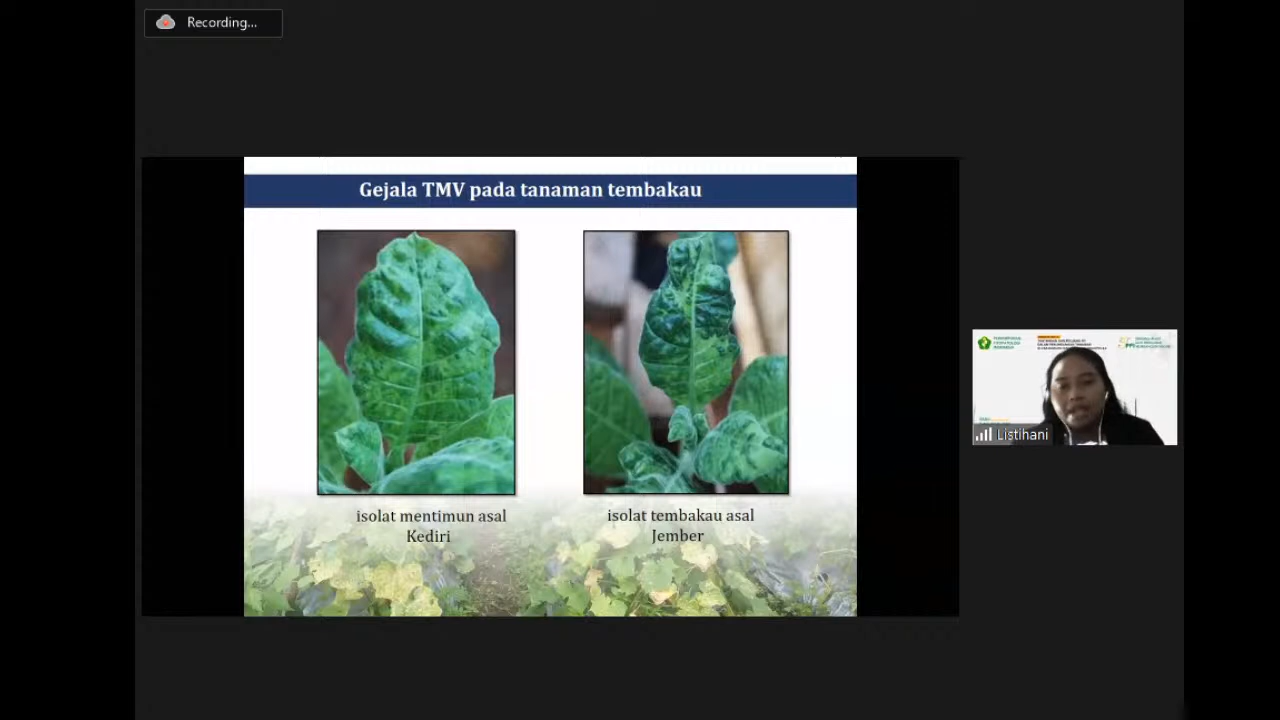 Recording...
Gejala TMV pada tanaman tembakau
isolat mentimun asal
Kediri
isolat tembakau asal
Jember
Listihani